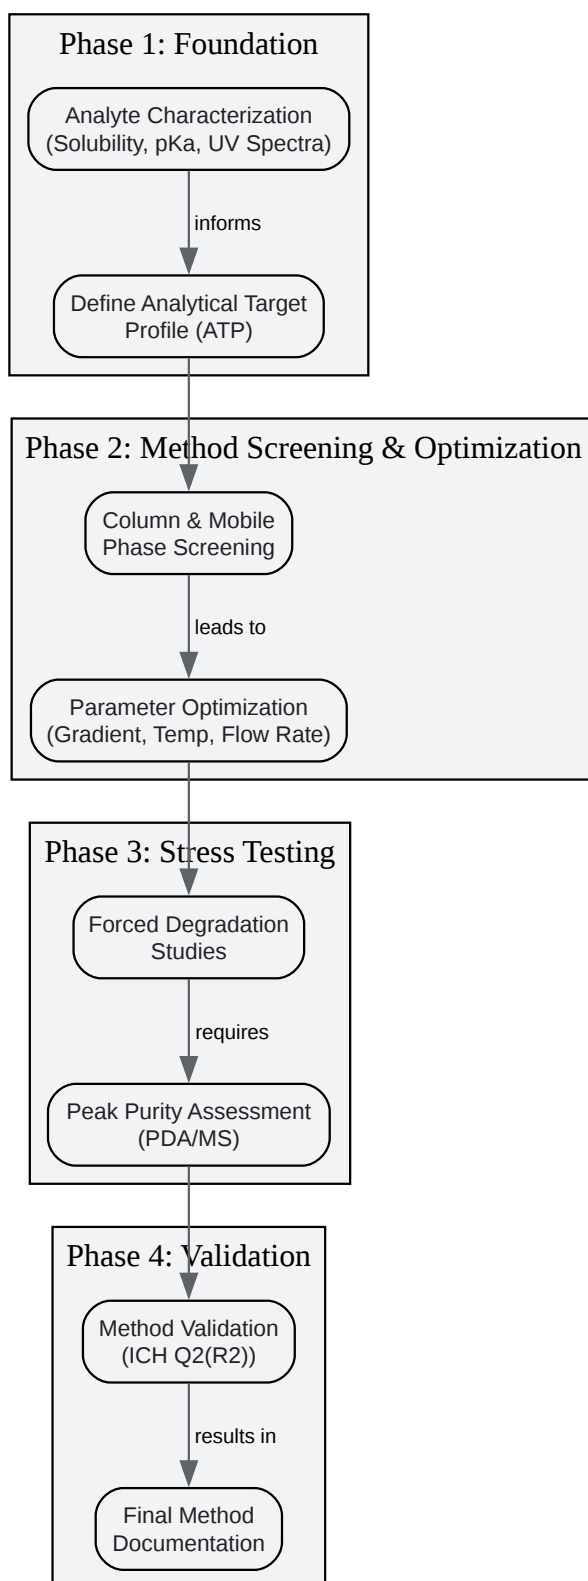 Phase 1: Foundation
Analyte Characterization
(Solubility, pKa, UV Spectra)
informs
Define Analytical Target
Profile (ATP)
Phase 2: Method Screening & Optimization
Column & Mobile
Phase Screening
leads to
Parameter Optimization
(Gradient, Temp, Flow Rate)
Phase 3: Stress Testing
Forced Degradation
Studies
requires
Peak Purity Assessment
(PDA/MS)
Phase 4: Validation
Method Validation
(ICH Q2(R2))
results in
Final Method
Documentation